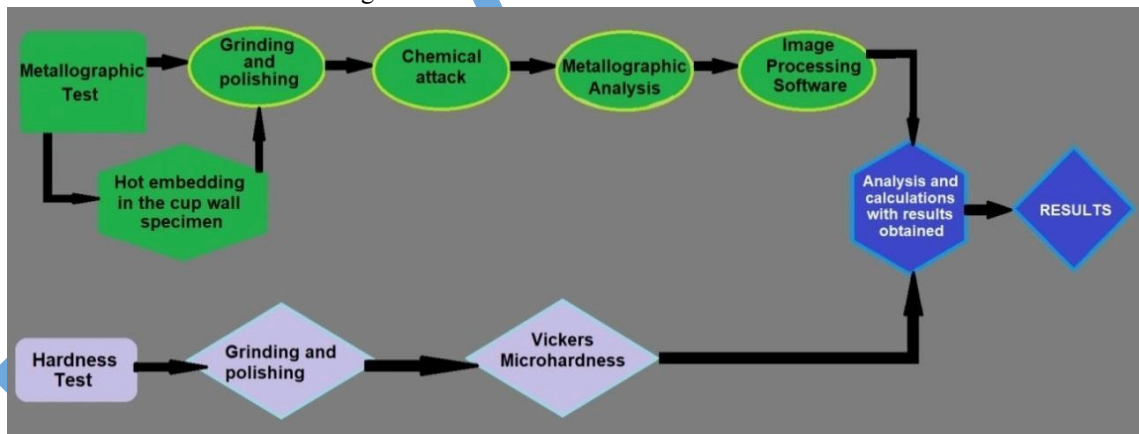 Metallographic
Test
Grinding
and
polishing
Chemical
attack
Metallographic
Analysis
Image
Processing
Software
Hot embedding
in the cup wall
specimen
Analysis and
calculations
with results
obtained
RESULTS
Hardness
Test
Grinding and
polishing
Vickers
Microhardness